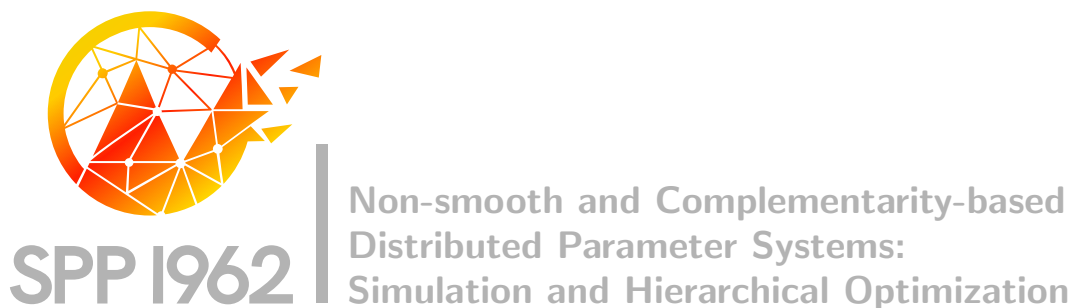 SPP 1962
Non-smooth and Complementarity-based
Distributed Parameter Systems:
Simulation and Hierarchical Optimization